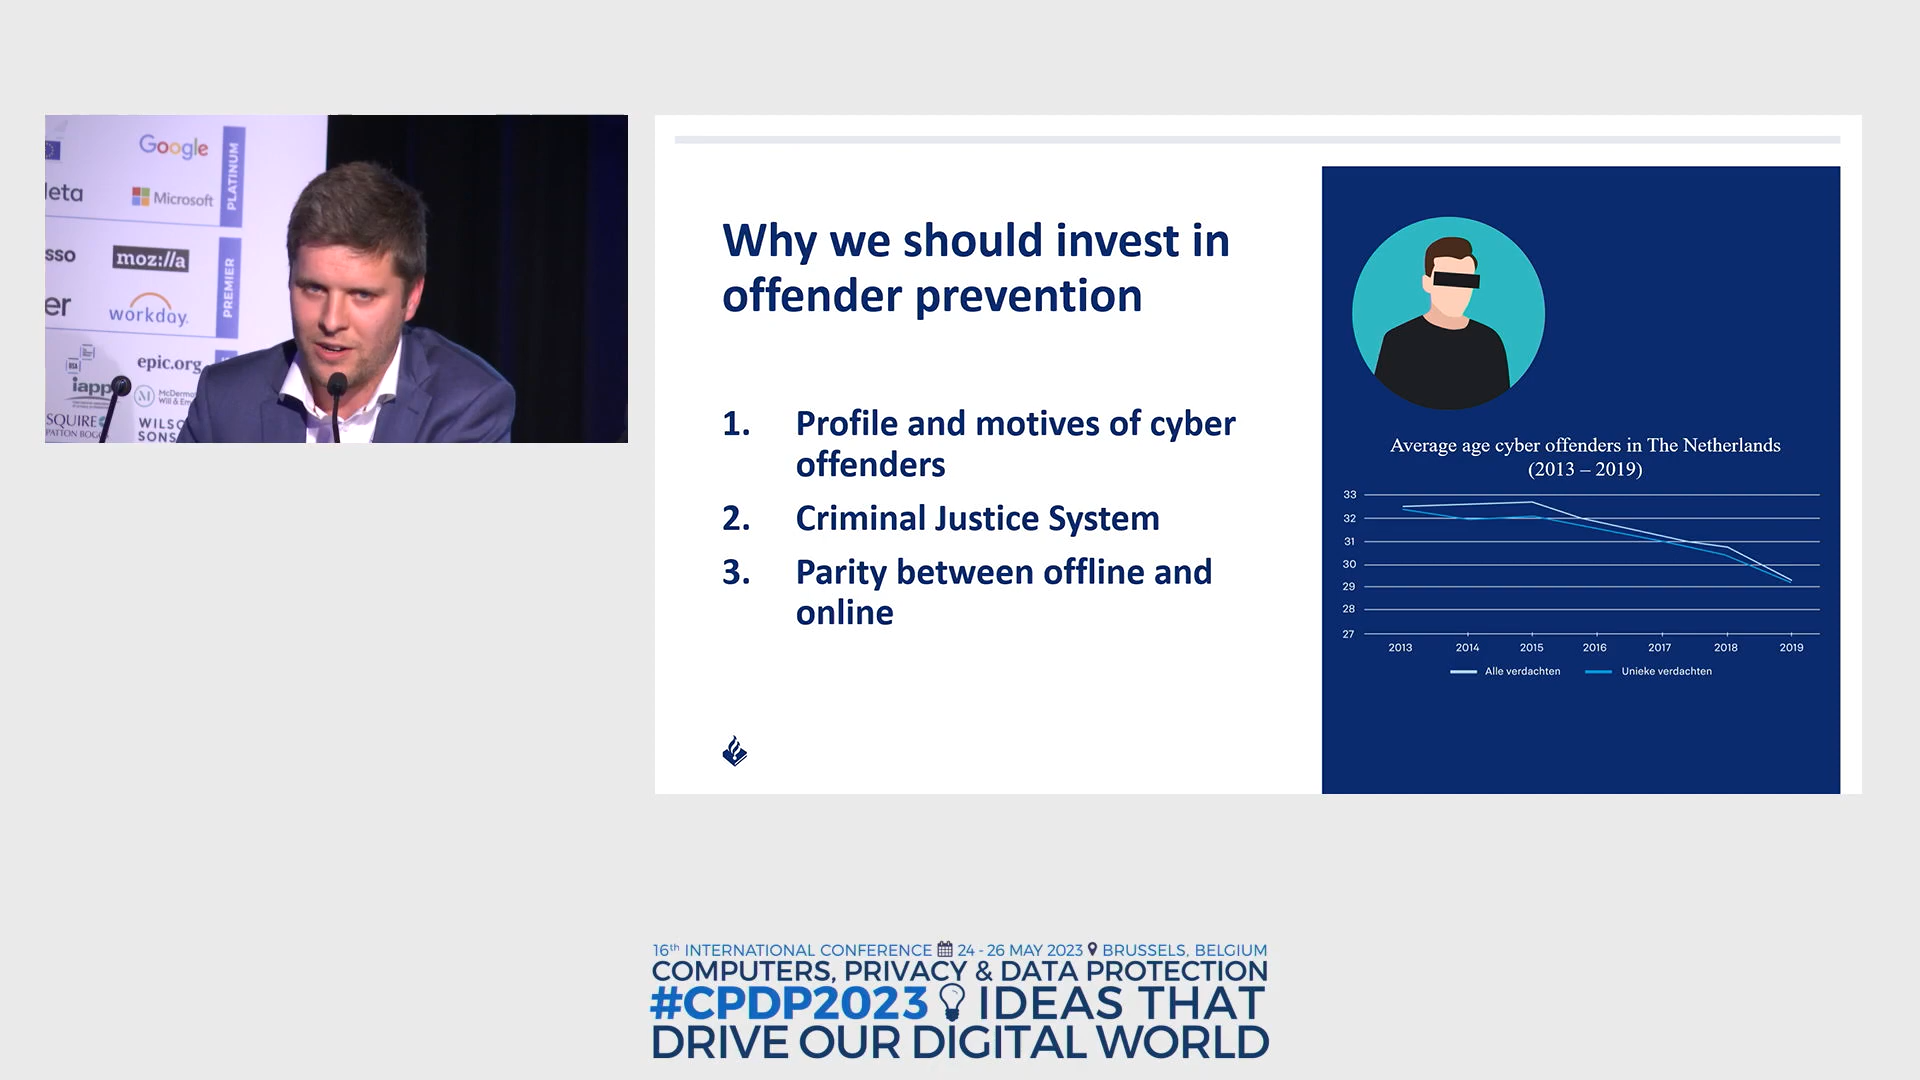 Google
Microsoft
PLATINUM
moz://a
workday.
PREMIER
epic.org
iapp
SQUIRE
Why we should invest in
offender prevention
1. Profile and motives of cyber
offenders
2. Criminal Justice System
3. Parity between offline and
online
Average age cyber offenders in The Netherlands
(2013 – 2019)
33
32
31
30
29
28
27
2013 2014 2015 2016 2017 2018 2019
Alle verdachten Unieke verdachten
16th INTERNATIONAL CONFERENCE 24 - 26 MAY 2023 BRUSSELS, BELGIUM
COMPUTERS, PRIVACY & DATA PROTECTION
#CPDP2023 IDEAS THAT
DRIVE OUR DIGITAL WORLD